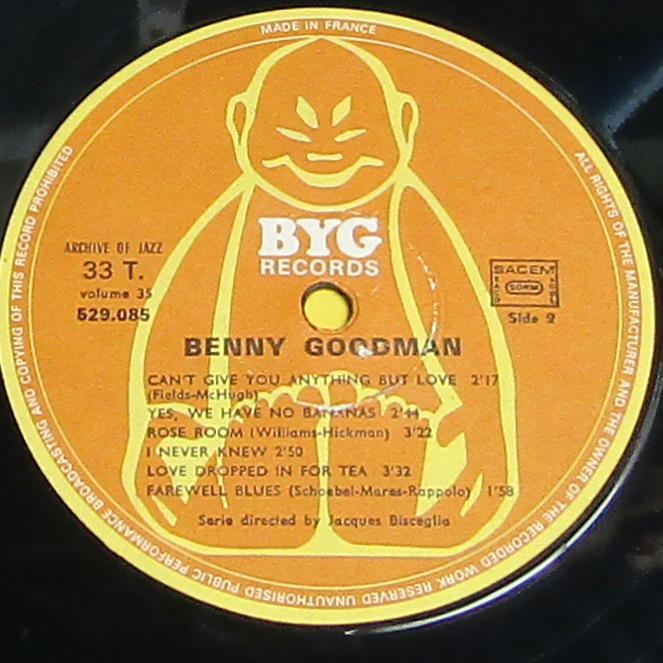 MADE IN FRANCE
ALL RIGHTS OF THE MANUFACTURER AND THE OWNER OF THE RECORDED WORK RESERVED UNAUTHORISED PUBLIC PERFORMANCE BROADCASTING AND COPYING OF THIS RECORD PROHIBITED
BYG
RECORDS
ARCHIVE OF JAZZ
33 T.
volume 35
529.085
SACEM
SDRM
Side 2
BENNY GOODMAN
CAN'T GIVE YOU ANYTHING BUT LOVE 2'17
(Fields-McHugh)
YES, WE HAVE NO BANANAS 2'44
ROSE ROOM (Williams-Hickman) 3'22
I NEVER KNEW 2'50
LOVE DROPPED IN FOR TEA 3'32
FAREWELL BLUES (Schoebel-Mares-Rappolo) 1'58
Serie directed by Jacques Bisceglia